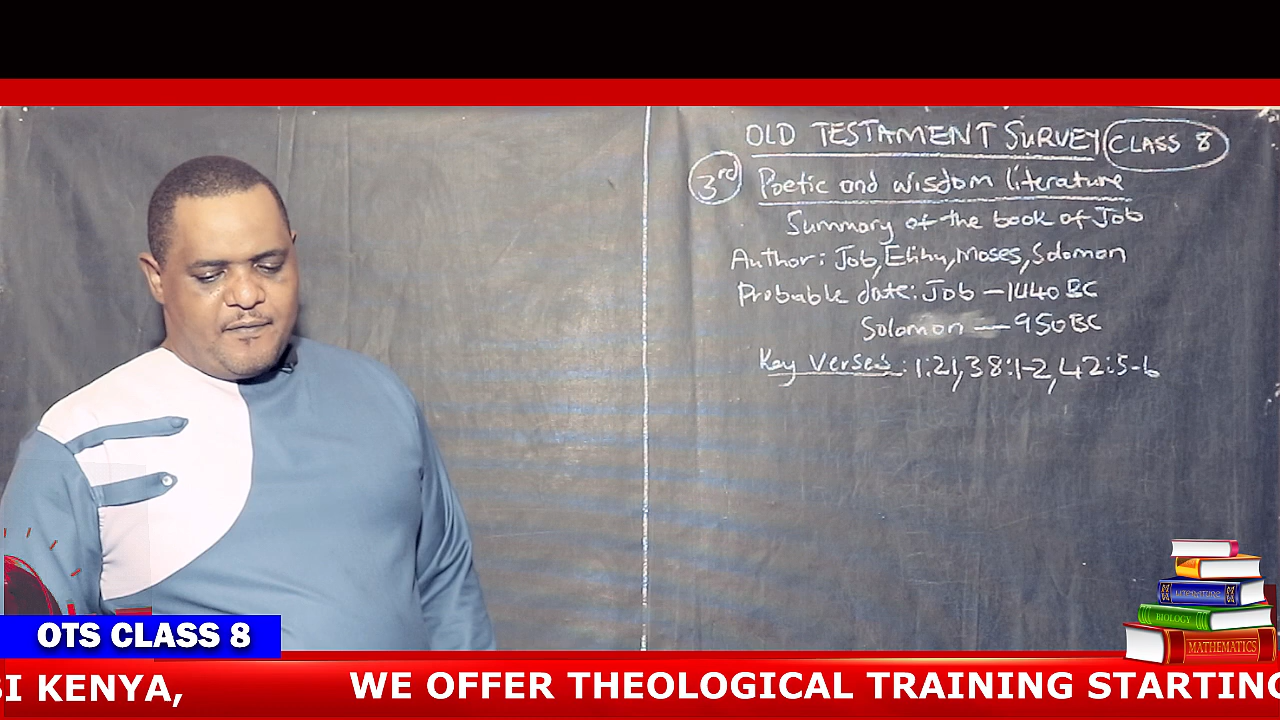 OLD TESTAMENT SURVEY CLASS 8
3rd Poetic and wisdom literature
Summary of the book of Job
Author: Job, Elihu, Moses, Solomon
Probable date: Job - 1440 BC
Solomon - 950 BC
Key Verses: 1:21, 38:1-2, 42:5-6
LITERATURE
BIOLOGY
MATHEMATICS
OTS CLASS 8
SI KENYA, WE OFFER THEOLOGICAL TRAINING STARTING